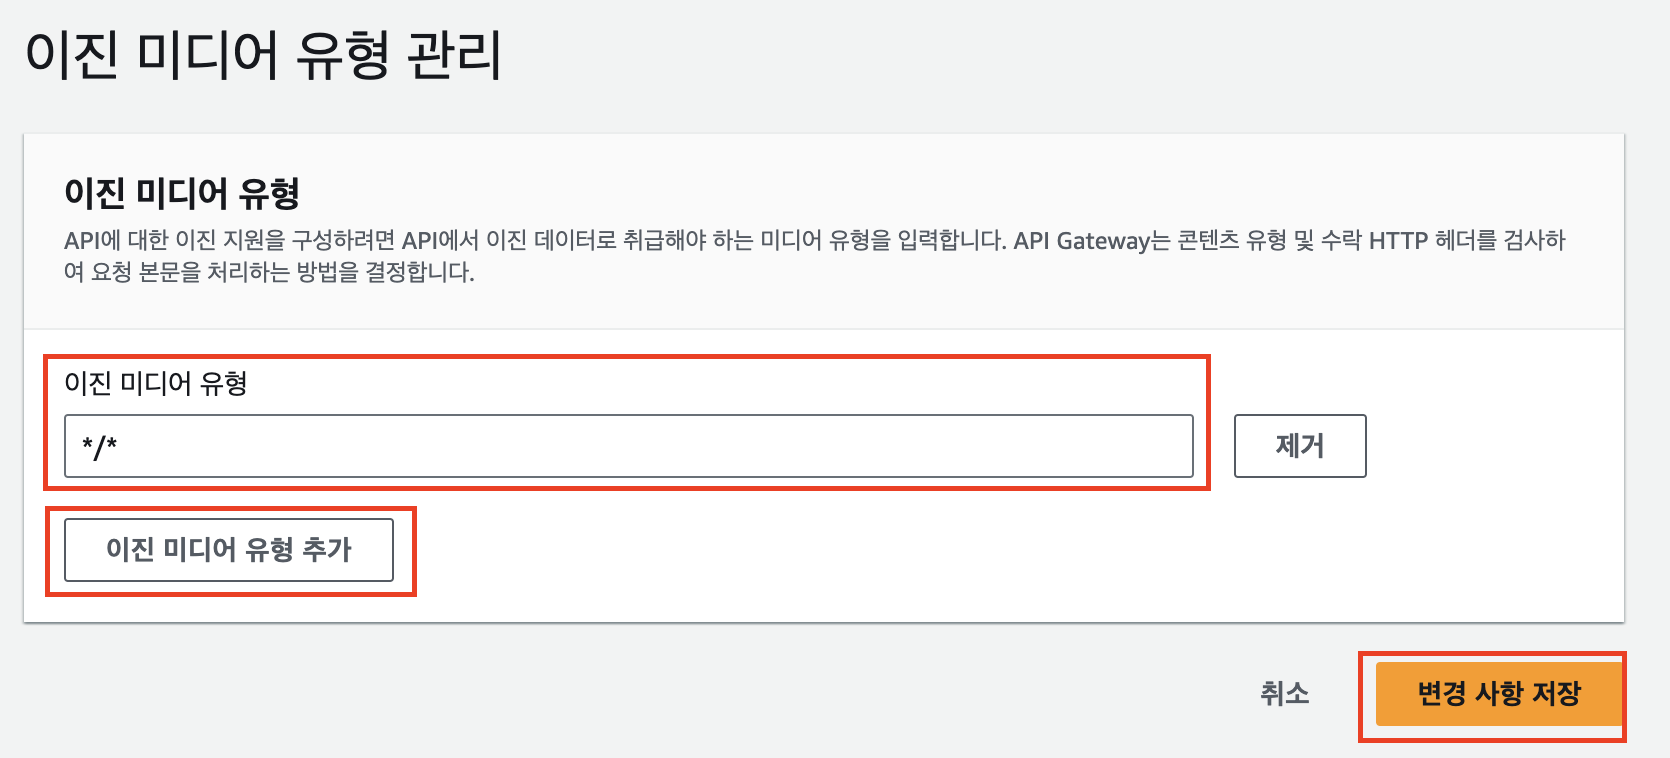 이진 미디어 유형 관리
이진 미디어 유형
API에 대한 이진 지원을 구성하려면 API에서 이진 데이터로 취급해야 하는 미디어 유형을 입력합니다. API Gateway는 콘텐츠 유형 및 수락 HTTP 헤더를 검사하
여 요청 본문을 처리하는 방법을 결정합니다.
이진 미디어 유형
*/*
제거
이진 미디어 유형 추가
취소
변경 사항 저장